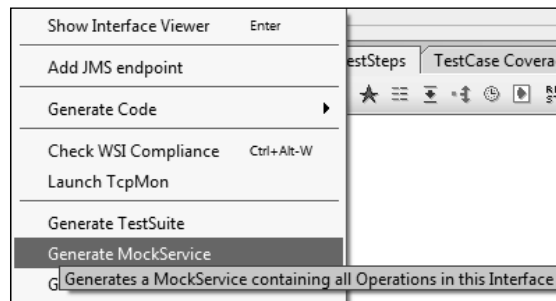 Show Interface Viewer Enter
estSteps TestCase Covera
Add JMS endpoint
Generate Code
Check WSI Compliance Ctrl+Alt-W
Launch TcpMon
Generate TestSuite
Generate MockService
G Generates a MockService containing all Operations in this Interface